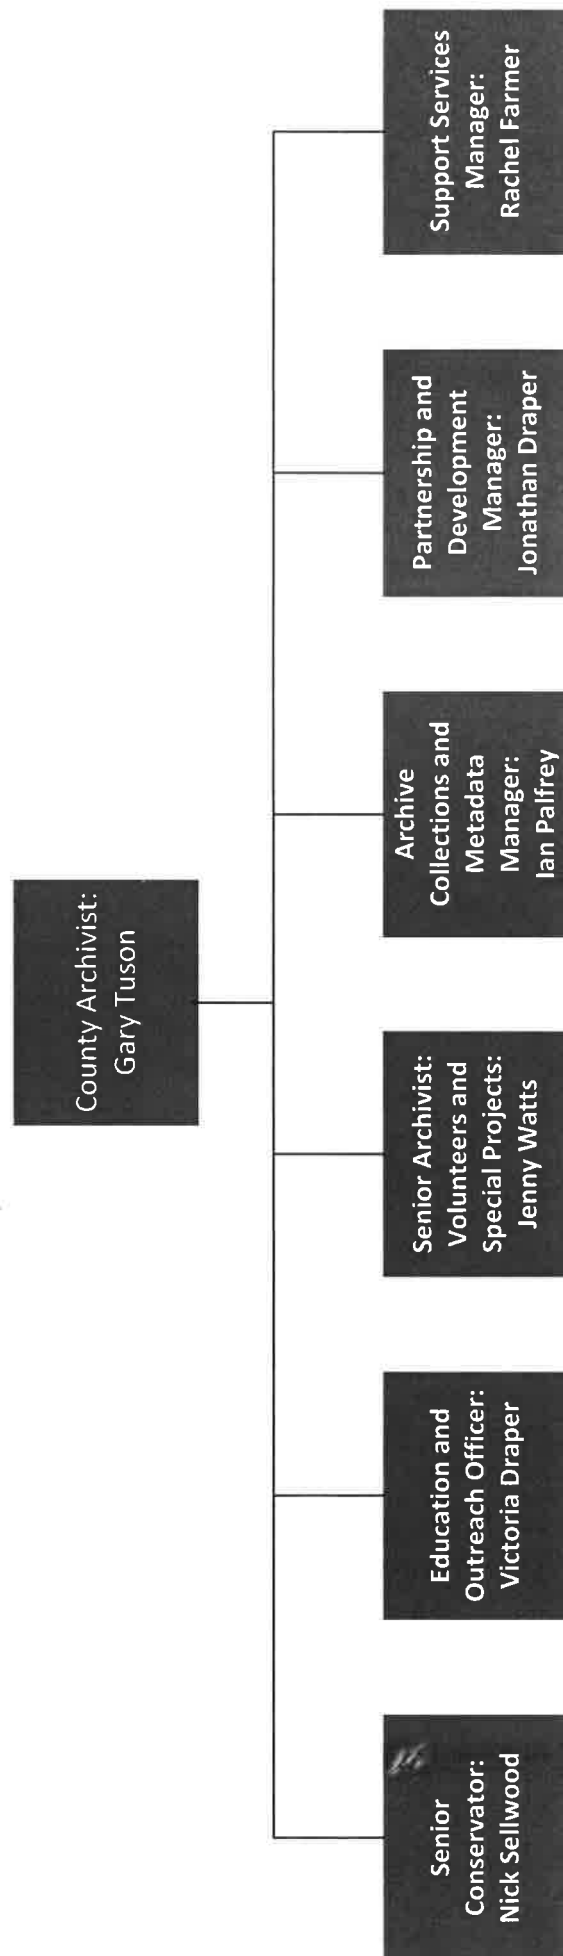 County Archivist:
Gary Tuson
Senior
Conservator:
Nick Sellwood
Education and
Outreach Officer:
Victoria Draper
Senior Archivist:
Volunteers and
Special Projects:
Jenny Watts
Archive
Collections and
Metadata
Manager:
Ian Palfrey
Partnership and
Development
Manager:
Jonathan Draper
Support Services
Manager:
Rachel Farmer